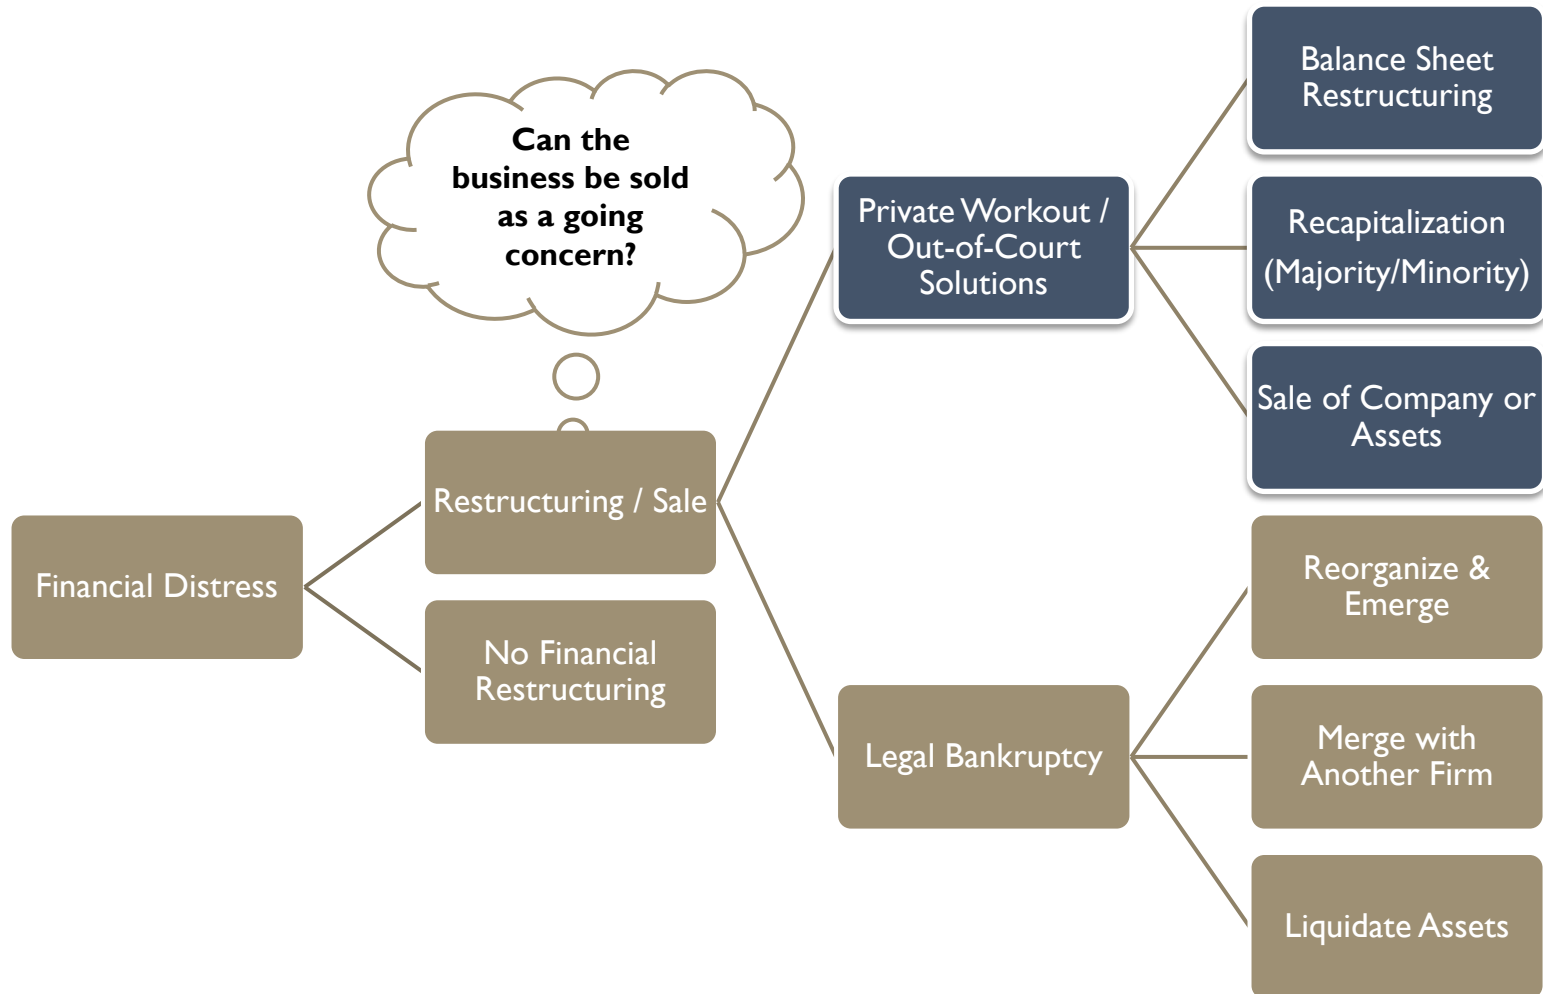 Balance Sheet
Restructuring
Can the
business be sold
as a going
concern?
Private Workout /
Out-of-Court
Solutions
Recapitalization
(Majority/Minority)
Sale of Company or
Assets
Restructuring / Sale
Financial Distress
No Financial
Restructuring
Reorganize &
Emerge
Legal Bankruptcy
Merge with
Another Firm
Liquidate Assets